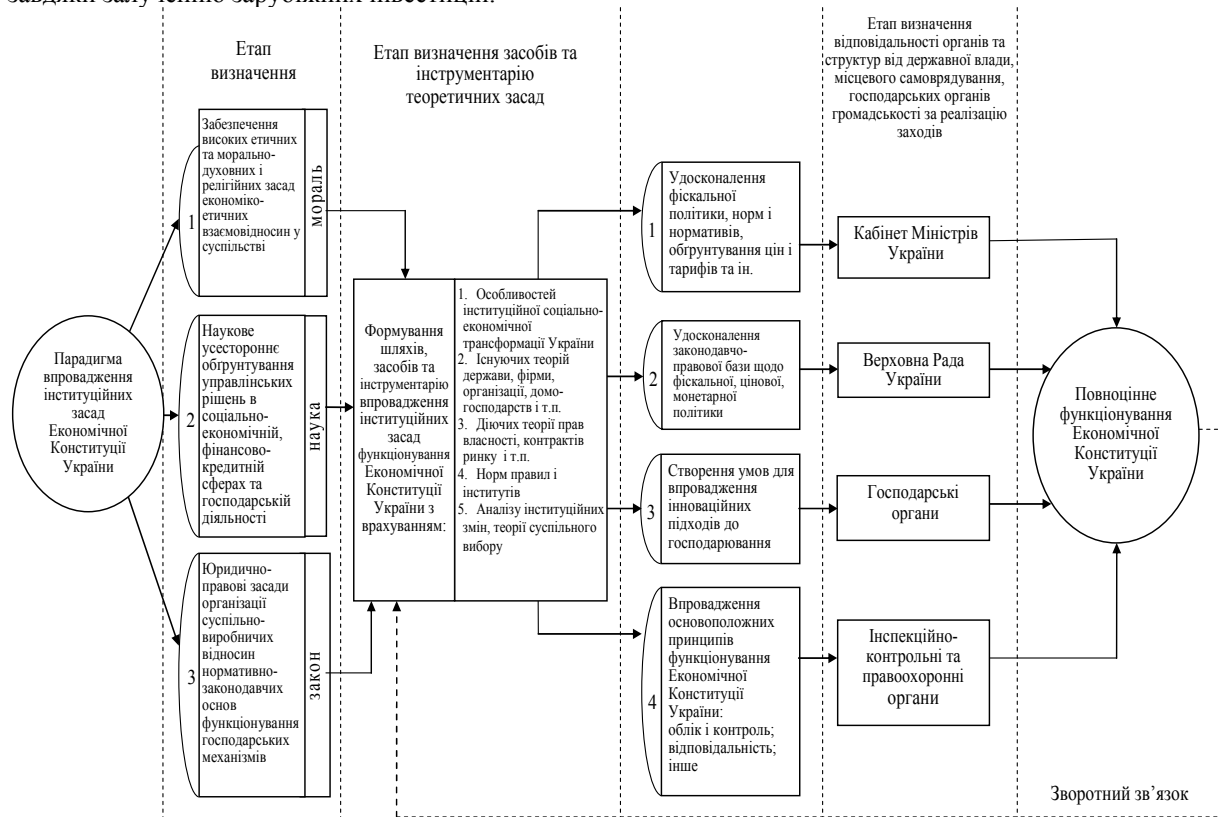 завдяки залученню зарубіжних інвестицій.
Етап
визначення
Етап визначення засобів та
інструментарію
теоретичних засад
Етап визначення
відповідальності органів та
структур від державної влади,
місцевого самоврядування,
господарських органів
громадськості за реалізацію
заходів
Парадигма
впровадження
інституційних
засад
Економічної
Конституції
України
1
Забезпечення
високих етичних
та морально-
духовних і
релігійних засад
економіко-
етичних
взаємовідносин у
суспільстві
мораль
2
Наукове
усестороннє
обґрунтування
управлінських
рішень в
соціально-
економічній,
фінансово-
кредитній
сферах та
господарській
діяльності
наука
3
Юридично-
правові засади
організації
суспільно-
виробничих
відносин
нормативно-
законодавчих
основ
функціонування
господарських
механізмів
закон
Формування
шляхів,
засобів та
інструментарію
впровадження
інституційних
засад
функціонування
Економічної
Конституції
України з
врахуванням:
1. Особливостей
інституційної соціально-
економічної
трансформації України
2. Існуючих теорій
держави, фірми,
організації, домо-
господарств і т.п.
3. Діючих теорії прав
власності, контрактів
ринку і т.п.
4. Норм правил і
інститутів
5. Аналізу інституційних
змін, теорії суспільного
вибору
1
Удосконалення
фіскальної
політики, норм і
нормативів,
обґрунтування цін і
тарифів та ін.
2
Удосконалення
законодавчо-
правової бази щодо
фіскальної, цінової,
монетарної
політики
3
Створення умов для
впровадження
інноваційних
підходів до
господарювання
4
Впровадження
основоположних
принципів
функціонування
Економічної
Конституції
України:
облік і контроль;
відповідальність;
інше
Кабінет Міністрів
України
Верховна Рада
України
Господарські
органи
Інспекційно-
контрольні та
правоохоронні
органи
Повноцінне
функціонування
Економічної
Конституції
України
Зворотний зв’язок